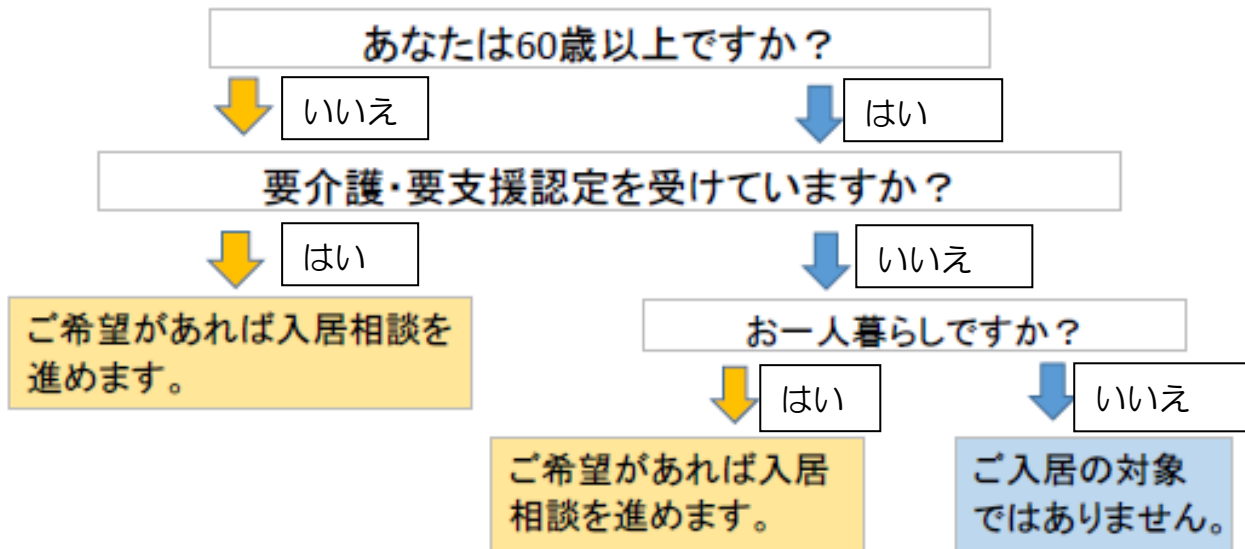 あなたは60歳以上ですか？
いいえ
はい
要介護・要支援認定を受けていますか？
はい
いいえ
ご希望があれば入居相談を
進めます。
お一人暮らしですか？
はい
いいえ
ご希望があれば入居
相談を進めます。
ご入居の対象
ではありません。